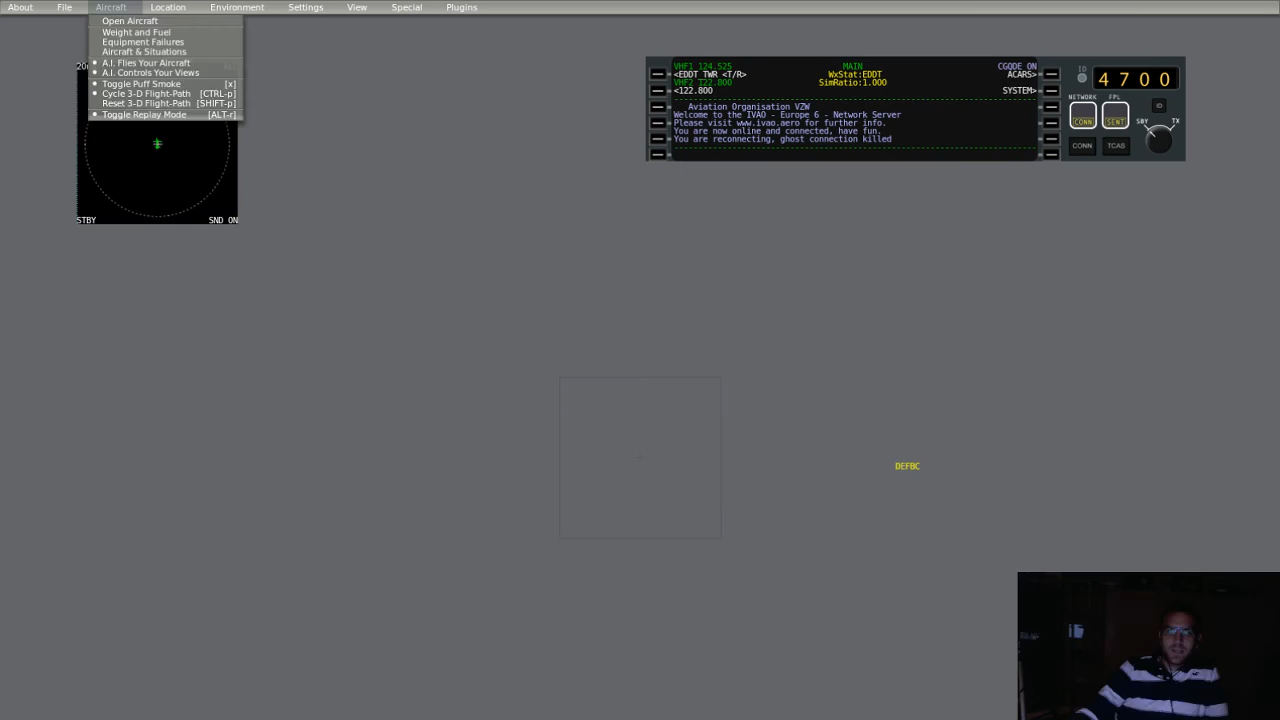 About File Aircraft Location Environment Settings View Special Plugins
Open Aircraft
Weight and Fuel
Equipment Failures
Aircraft & Situations
A.I. Flies Your Aircraft
A.I. Controls Your Views
Toggle Puff Smoke [x]
Cycle 3-D Flight-Path [CTRL-p]
Reset 3-D Flight-Path [SHIFT-p]
Toggle Replay Mode [ALT-r]
STBY SND ON
VHF1 124.525 MAIN CGQDE ON
<EDDT TWR <T/R> WxStat:EDDT ACARS>
VHF2 122.800 SimRatio:1.000
<122.800 SYSTEM>
Aviation Organisation VZW
Welcome to the IVAO - Europe 6 - Network Server
Please visit www.ivao.aero for further info.
You are now online and connected, have fun.
You are reconnecting, ghost connection killed
ID 4700
NETWORK FPL
CONN SENT
SBY TX
CONN TCAS
DEFBC